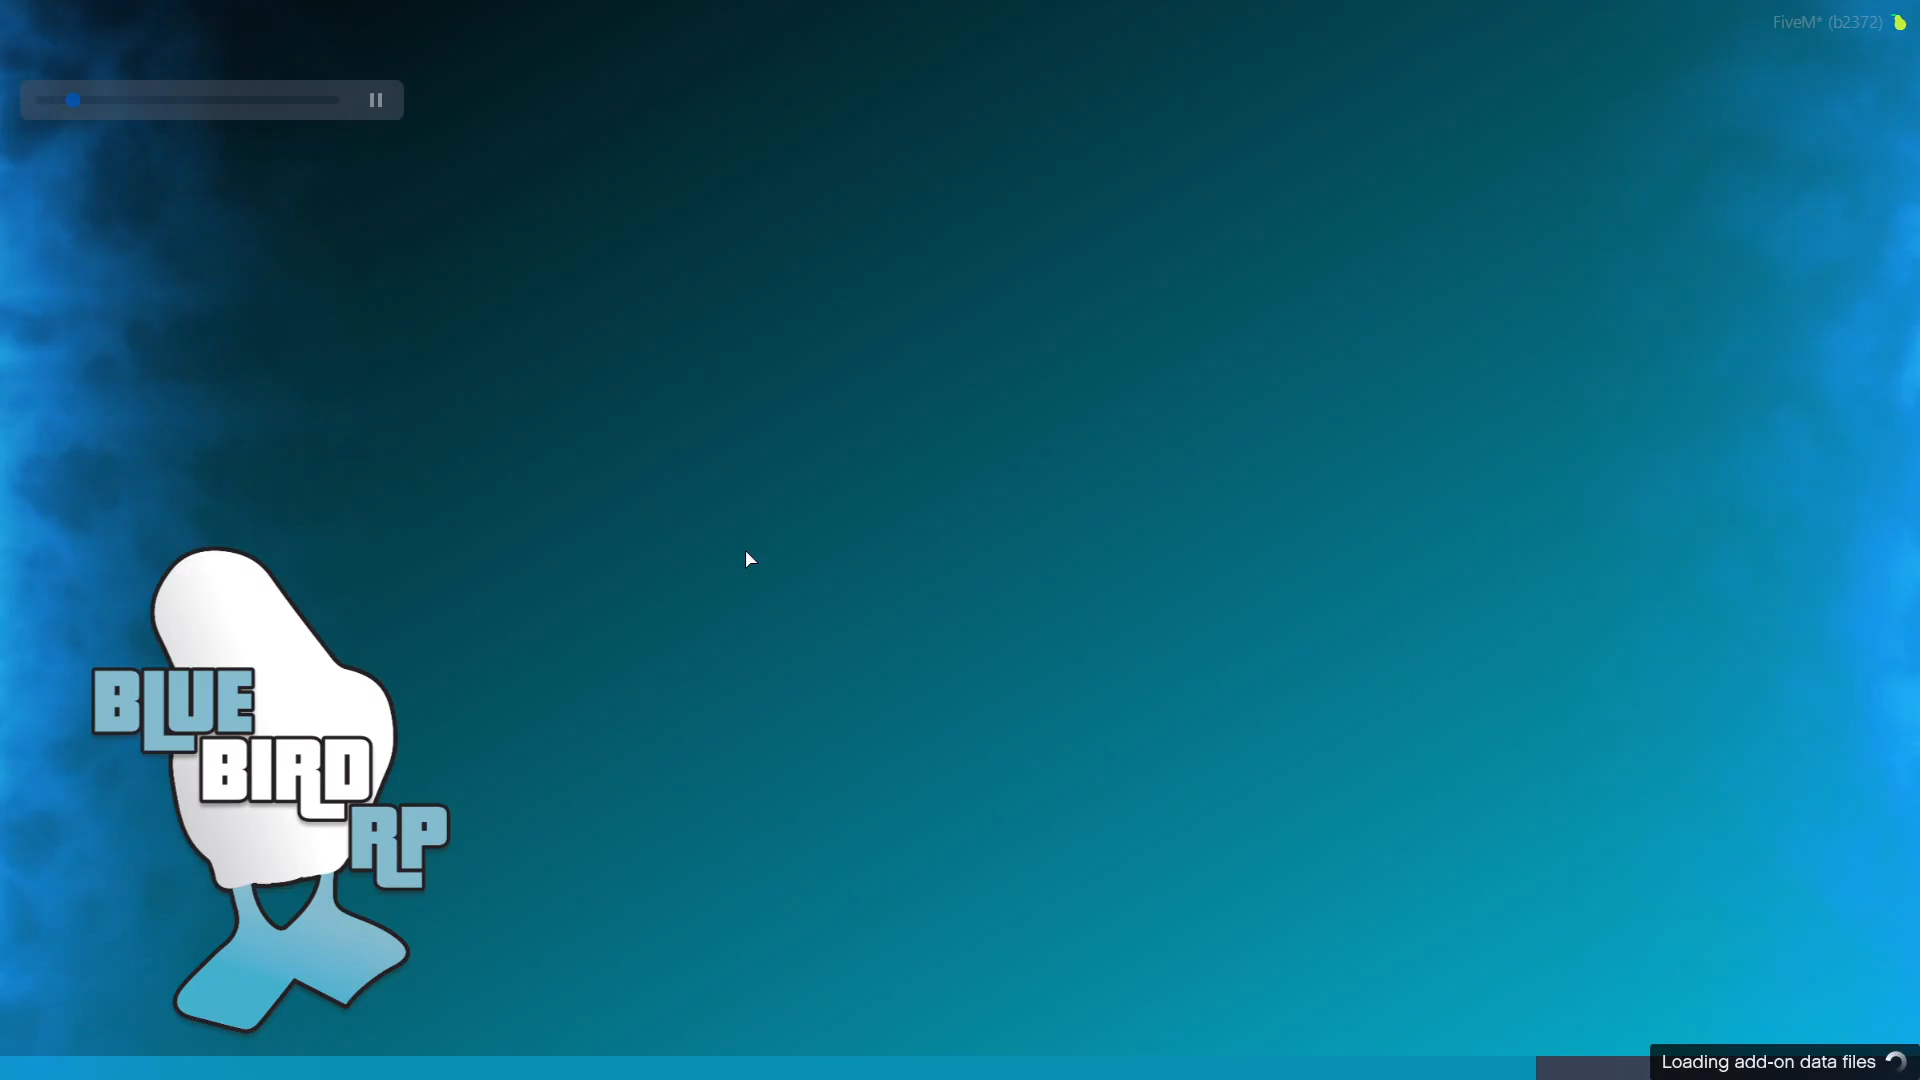 FiveM* (b2372)
BLUE
BIRD
RP
Loading add-on data files